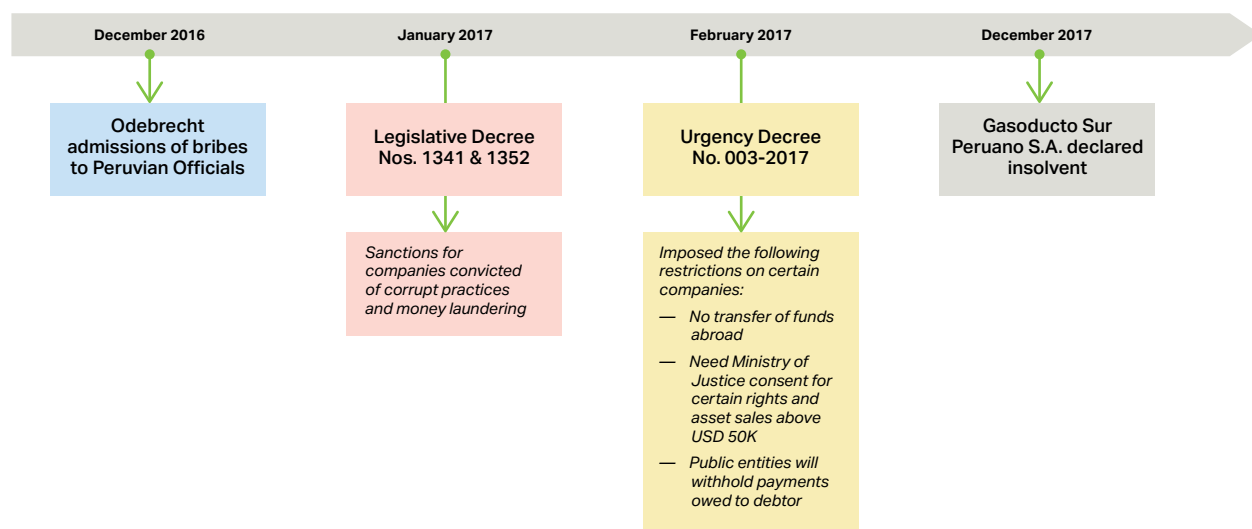 December 2016
January 2017
February 2017
December 2017
Odebrecht
admissions of bribes
to Peruvian Officials
Legislative Decree
Nos. 1341 & 1352
Urgency Decree
No. 003-2017
Gasoducto Sur
Peruano S.A. declared
insolvent
Sanctions for
companies convicted
of corrupt practices
and money laundering
Imposed the following
restrictions on certain
companies:
— No transfer of funds
abroad
— Need Ministry of
Justice consent for
certain rights and
asset sales above
USD 50K
— Public entities will
withhold payments
owed to debtor